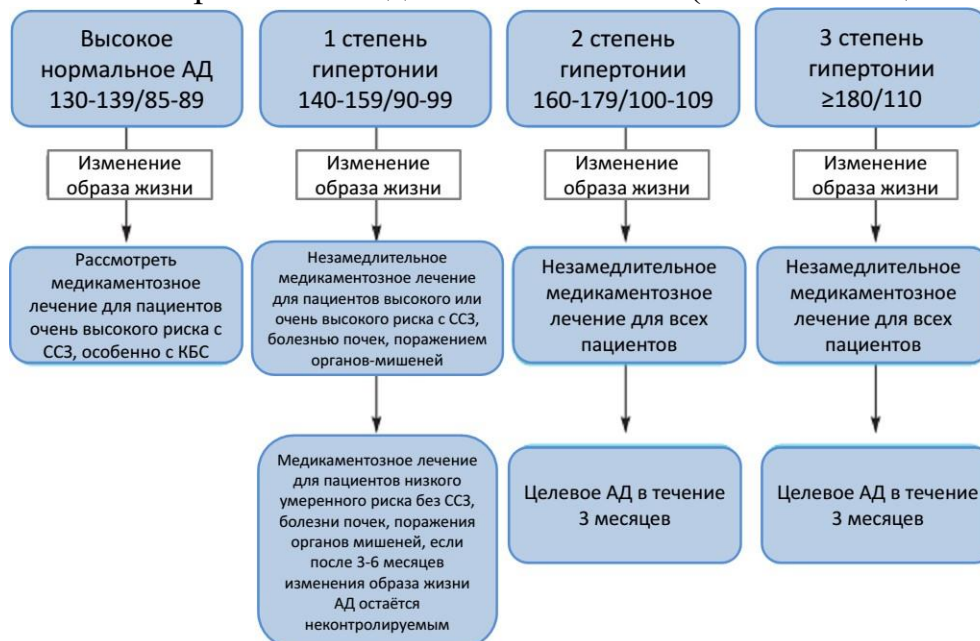 Высокое
нормальное АД
130-139/85-89
1 степень
гипертонии
140-159/90-99
2 степень
гипертонии
160-179/100-109
3 степень
гипертонии
≥180/110
Изменение
образа жизни
Изменение
образа жизни
Изменение
образа жизни
Изменение
образа жизни
Рассмотреть
медикаментозное
лечение для пациентов
очень высокого риска с
ССЗ, особенно с КБС
Незамедлительное
медикаментозное лечение
для пациентов высокого или
очень высокого риска с ССЗ,
болезнью почек, поражением
органов-мишеней
Незамедлительное
медикаментозное
лечение для всех
пациентов
Незамедлительное
медикаментозное
лечение для всех
пациентов
Медикаментозное лечение
для пациентов низкого
умеренного риска без ССЗ,
болезни почек, поражения
органов мишеней, если
после 3-6 месяцев
изменения образа жизни
АД остаётся
неконтролируемым
Целевое АД в течение
3 месяцев
Целевое АД в течение
3 месяцев